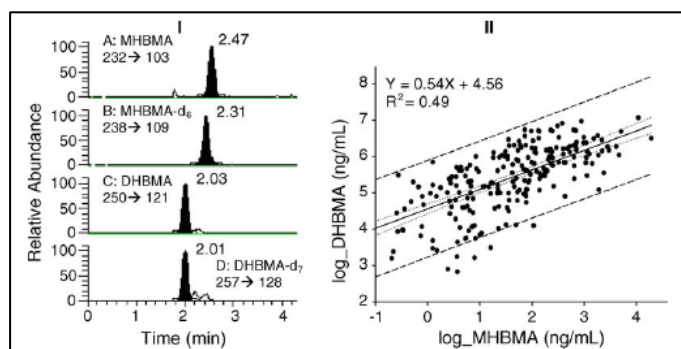 I
II
100
50
0
A: MHBMA
232→ 103
2.47
100
50
0
B: MHBMA-d6
238→ 109
2.31
100
50
0
C: DHBMA
250→ 121
2.03
100
50
0
2.01
D: DHBMA-d7
257→ 128
Relative Abundance
0 2 4
Time (min)
Y = 0.54X + 4.56
R² = 0.49
8
7
6
5
4
3
2
log_DHBMA (ng/mL)
-1 0 1 2 3 4
log_MHBMA (ng/mL)